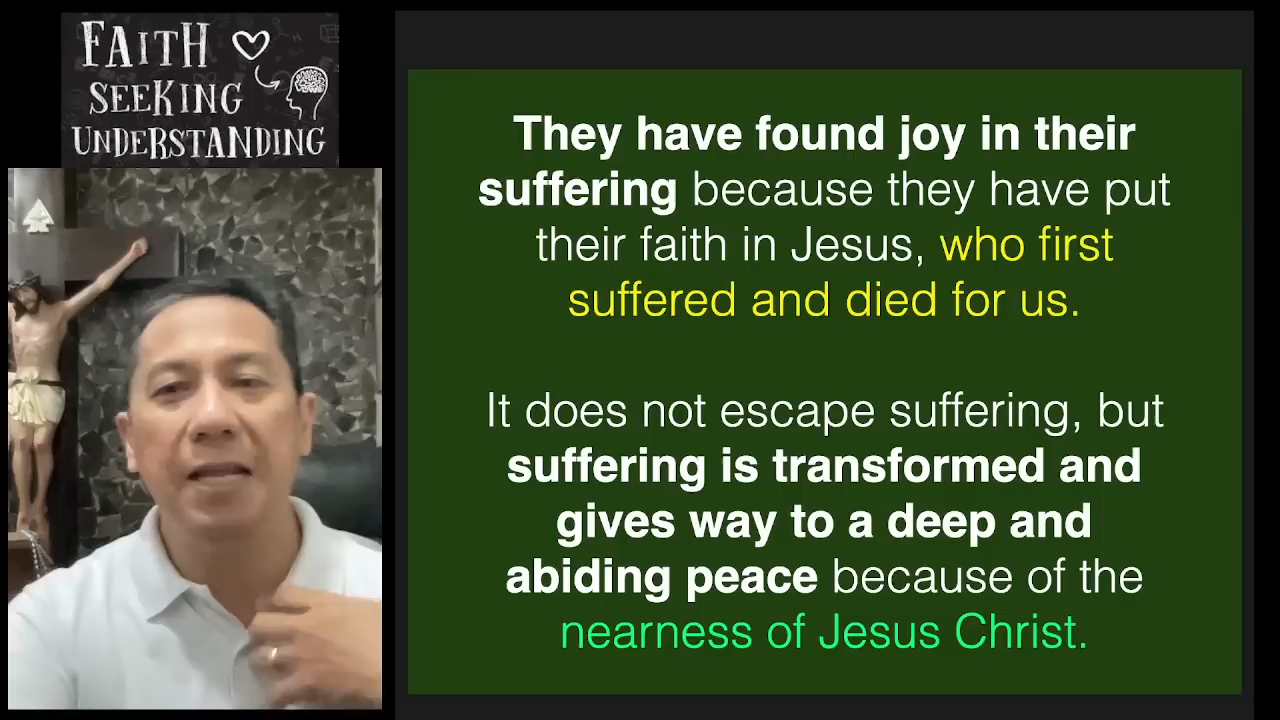 FAITH
SEEKING
UNDERSTANDING
They have found joy in their
suffering because they have put
their faith in Jesus, who first
suffered and died for us.
It does not escape suffering, but
suffering is transformed and
gives way to a deep and
abiding peace because of the
nearness of Jesus Christ.